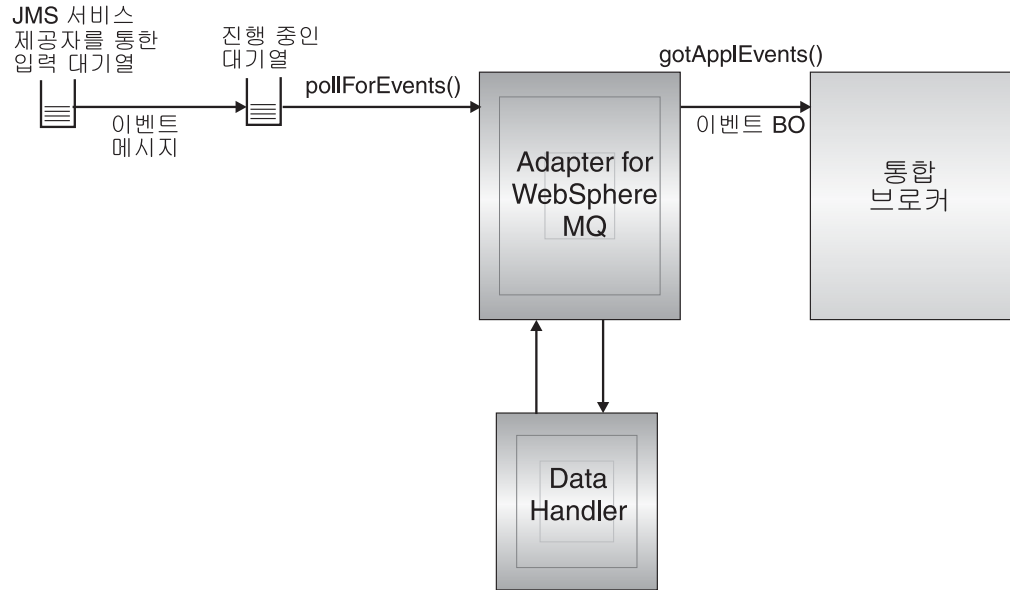 JMS 서비스
제공자를 통한
입력 대기열
진행 중인
대기열
pollForEvents()
gotApplEvents()
이벤트
메시지
이벤트 BO
Adapter for
WebSphere
MQ
통합
브로커
Data
Handler